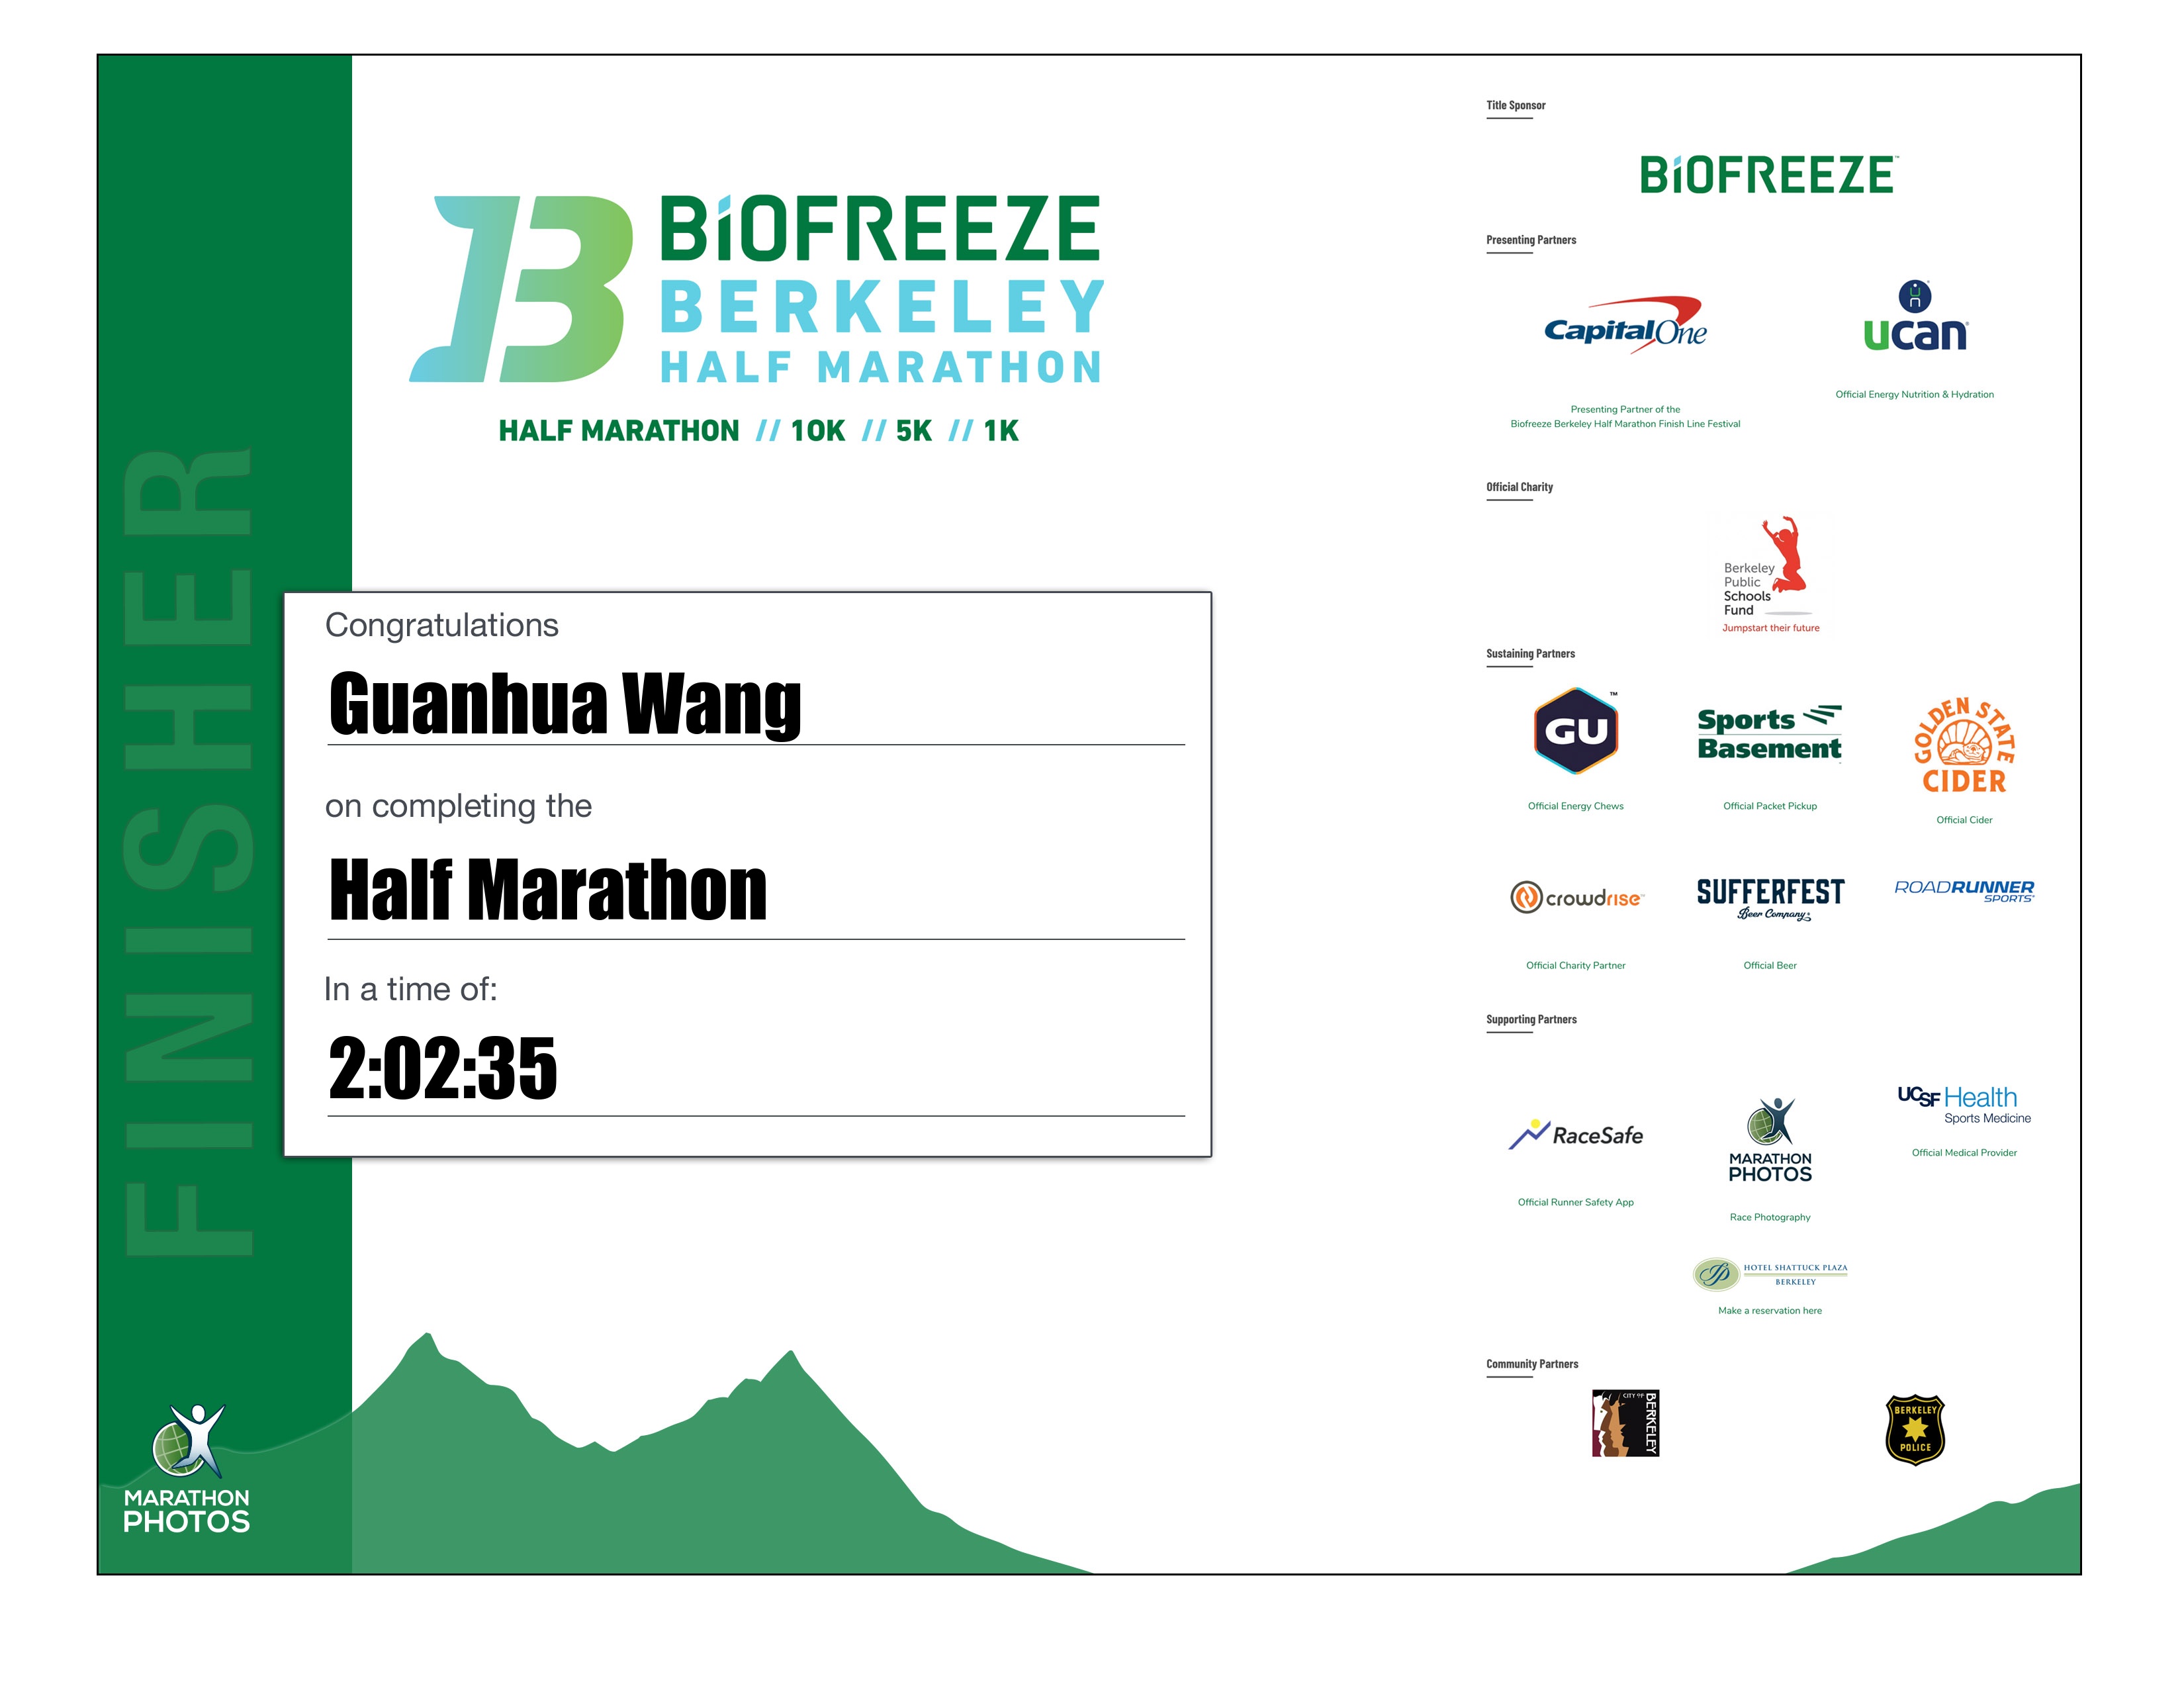 FINISHER
BiOFREEZE
BERKELEY
HALF MARATHON
HALF MARATHON // 10K // 5K // 1K
Congratulations
Guanhua Wang
on completing the
Half Marathon
In a time of:
2:02:35
MARATHON
PHOTOS
Title Sponsor
BiOFREEZE™
Presenting Partners
CapitalOne
Presenting Partner of the
Biofreeze Berkeley Half Marathon Finish Line Festival
ucan
Official Energy Nutrition & Hydration
Official Charity
Berkeley
Public
Schools
Fund
Jumpstart their future
Sustaining Partners
GU™
Official Energy Chews
Sports
Basement
Official Packet Pickup
GOLDEN STATE
CIDER
Official Cider
crowdrise
Official Charity Partner
SUFFERFEST
Beer Company
Official Beer
ROADRUNNER
SPORTS
Supporting Partners
RaceSafe
Official Runner Safety App
MARATHON
PHOTOS
Race Photography
UCSF Health
Sports Medicine
Official Medical Provider
HOTEL SHATTUCK PLAZA
BERKELEY
Make a reservation here
Community Partners
CITY OF
BERKELEY
BERKELEY
POLICE